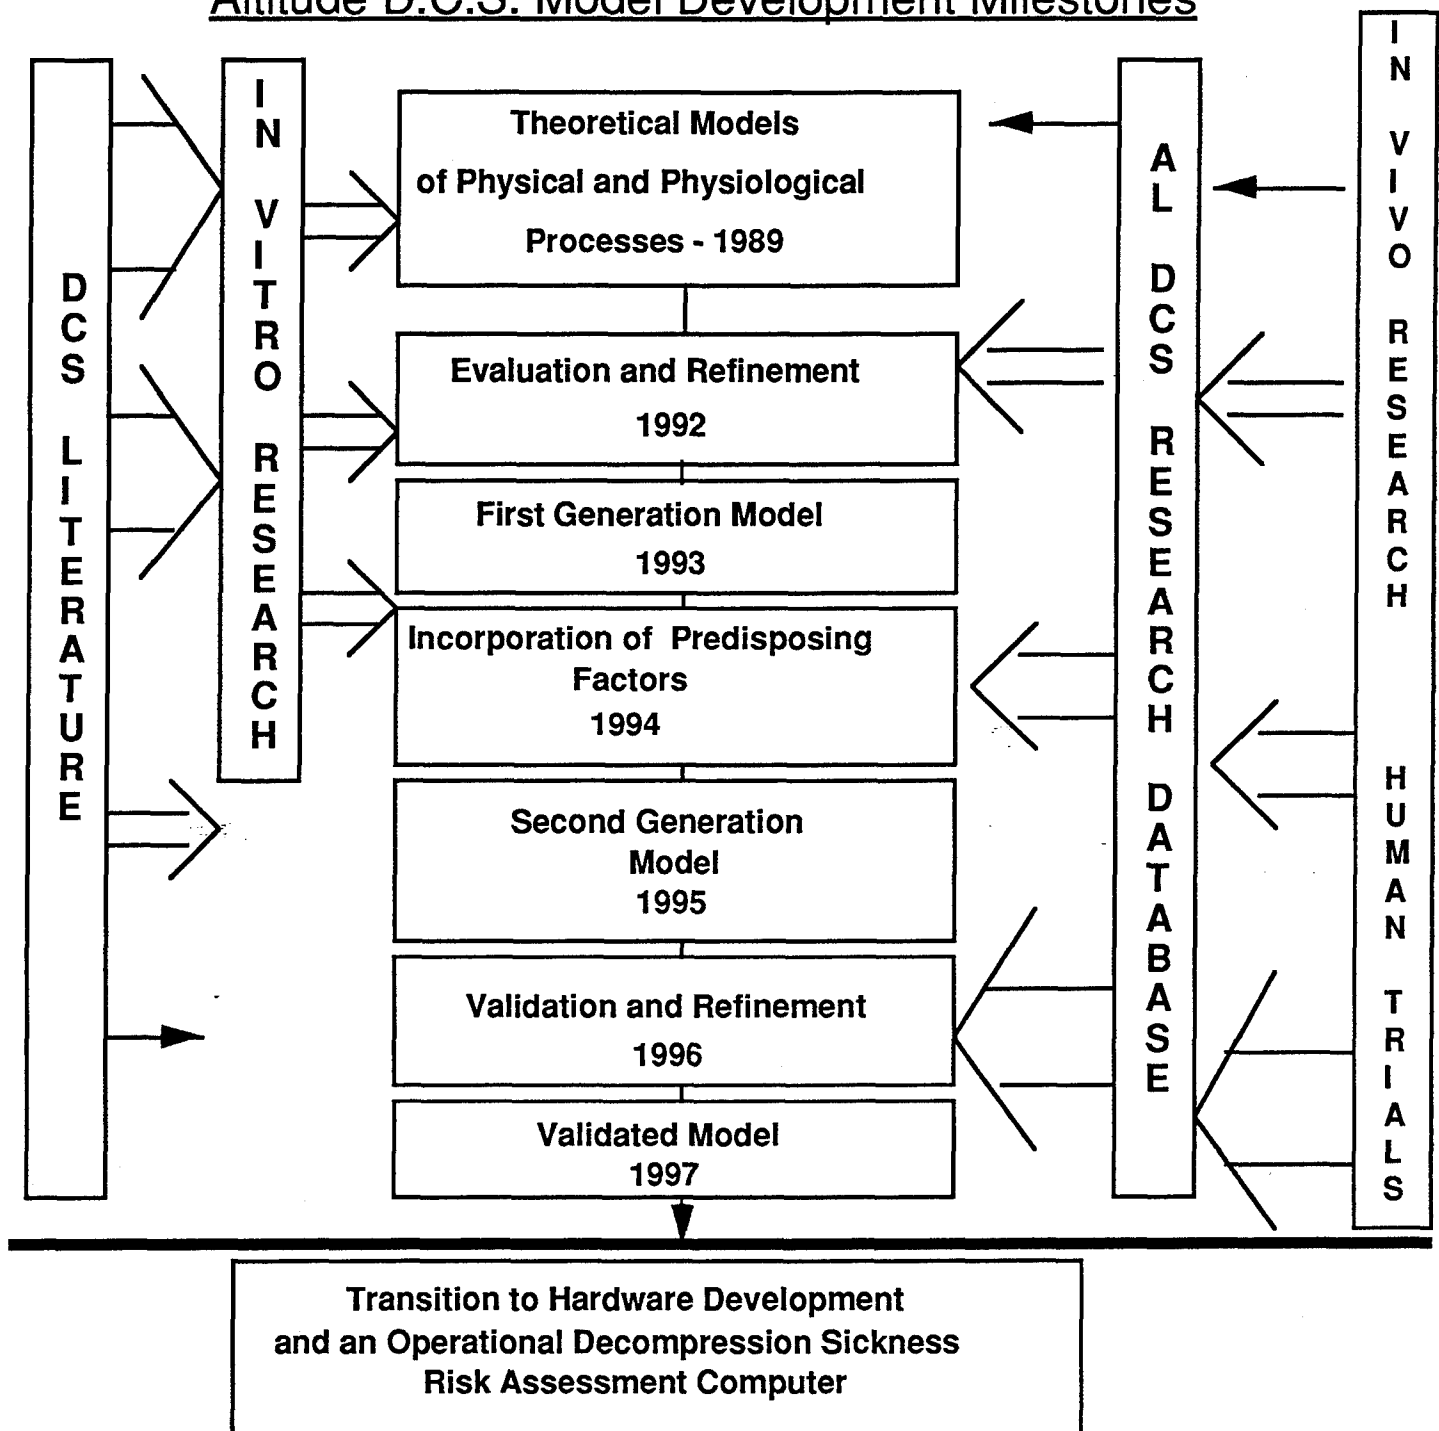 Altitude D.C.S. Model Development Milestones
DCS LITERATURE
IN VITRO RESEARCH
Theoretical Models
of Physical and Physiological
Processes - 1989
Evaluation and Refinement
1992
First Generation Model
1993
Incorporation of Predisposing
Factors
1994
Second Generation
Model
1995
Validation and Refinement
1996
Validated Model
1997
AL DCS RESEARCH DATABASE
IN VIVO RESEARCH HUMAN TRIALS
Transition to Hardware Development
and an Operational Decompression Sickness
Risk Assessment Computer